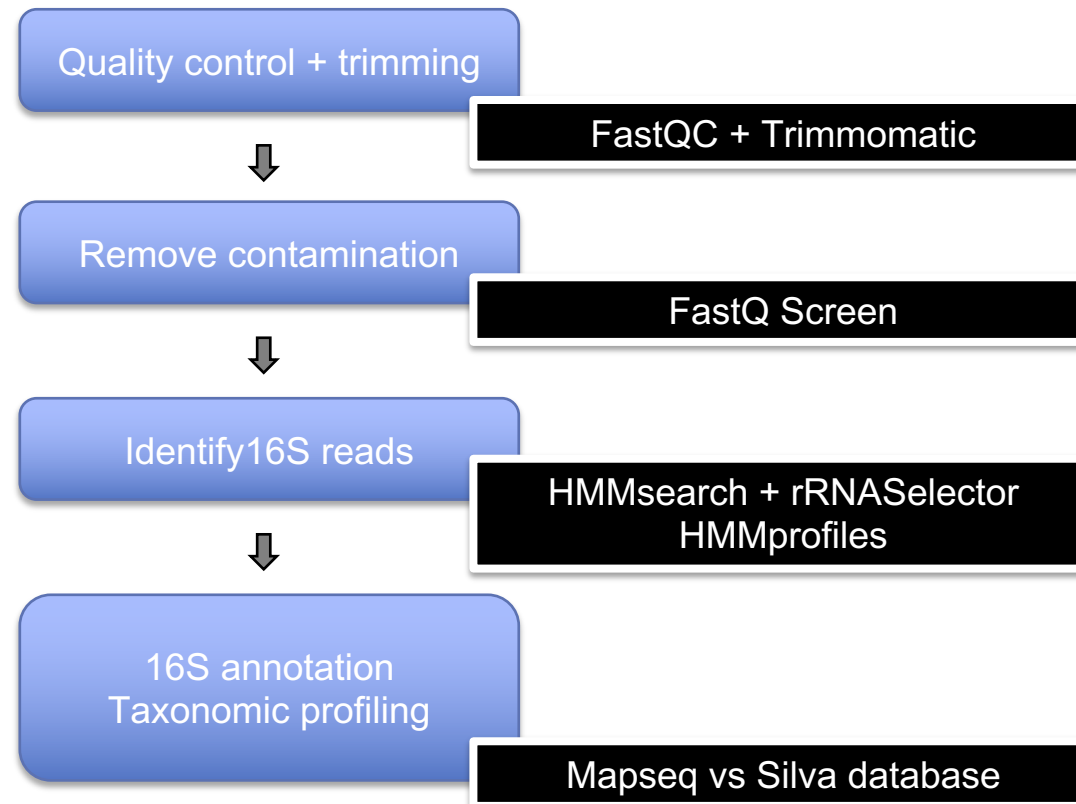 Quality control + trimming
FastQC + Trimmomatic
Remove contamination
FastQ Screen
Identify16S reads
HMMsearch + rRNASelector
HMMprofiles
16S annotation
Taxonomic profiling
Mapseq vs Silva database